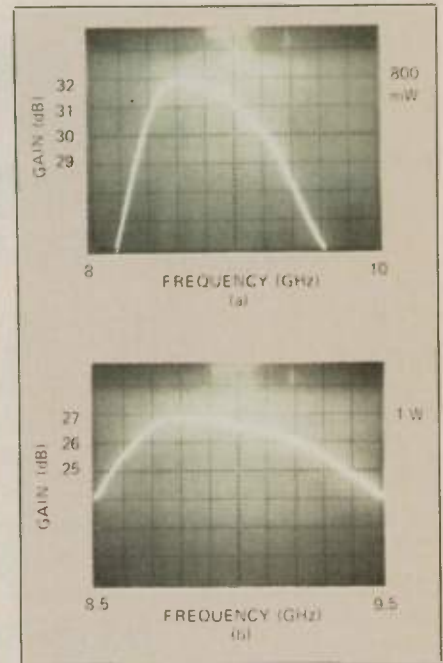 32
31
30
29
GAIN (dB)
800
mW
8
10
FREQUENCY (GHz)
(a)
27
26
25
GAIN (dB)
1 W
8.5
9.5
FREQUENCY (GHz)
(b)